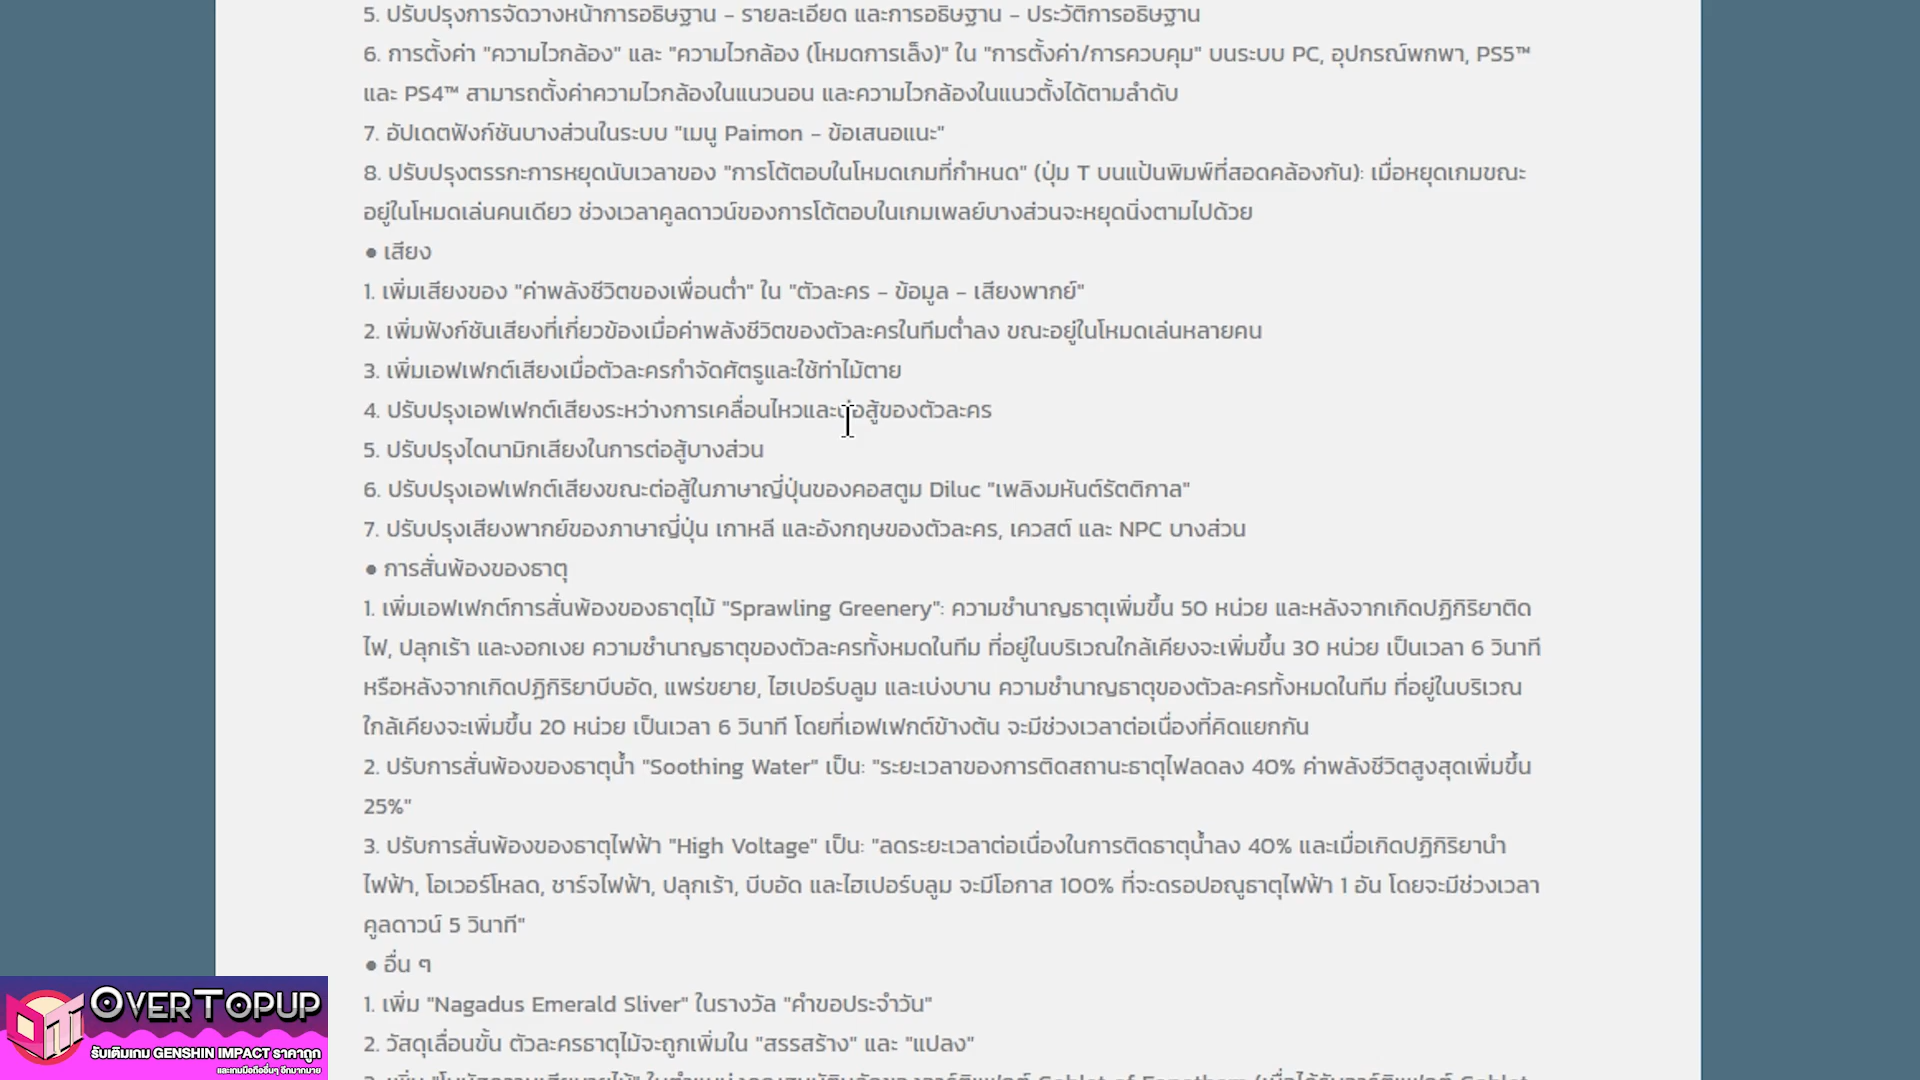 5. ปรับปรุงการจัดวางหน้าการอธิษฐาน – รายละเอียด และการอธิษฐาน – ประวัติการอธิษฐาน
6. การตั้งค่า "ความไวกล้อง" และ "ความไวกล้อง (โหมดการเล็ง)" ใน "การตั้งค่า/การควบคุม" บนระบบ PC, อุปกรณ์พกพา, PS5™
และ PS4™ สามารถตั้งค่าความไวกล้องในแนวนอน และความไวกล้องในแนวตั้งได้ตามลำดับ
7. อัปเดตฟังก์ชันบางส่วนในระบบ "เมนู Paimon – ข้อเสนอแนะ"
8. ปรับปรุงตรรกะการหยุดนับเวลาของ "การโต้ตอบในโหมดเกมที่กำหนด" (ปุ่ม T บนแป้นพิมพ์ที่สอดคล้องกัน): เมื่อหยุดเกมขณะ
อยู่ในโหมดเล่นคนเดียว ช่วงเวลาคูลดาวน์ของการโต้ตอบในเกมเพลย์บางส่วนจะหยุดนิ่งตามไปด้วย
● เสียง
1. เพิ่มเสียงของ "ค่าพลังชีวิตของเพื่อนต่ำ" ใน "ตัวละคร – ข้อมูล – เสียงพากย์"
2. เพิ่มฟังก์ชันเสียงที่เกี่ยวข้องเมื่อค่าพลังชีวิตของตัวละครในทีมต่ำลง ขณะอยู่ในโหมดเล่นหลายคน
3. เพิ่มเอฟเฟกต์เสียงเมื่อตัวละครกำจัดศัตรูและใช้ท่าไม้ตาย
4. ปรับปรุงเอฟเฟกต์เสียงระหว่างการเคลื่อนไหวและต่อสู้ของตัวละคร
5. ปรับปรุงไดนามิกเสียงในการต่อสู้บางส่วน
6. ปรับปรุงเอฟเฟกต์เสียงขณะต่อสู้ในภาษาญี่ปุ่นของคอสตูม Diluc "เพลิงมหันต์รัตติกาล"
7. ปรับปรุงเสียงพากย์ของภาษาญี่ปุ่น เกาหลี และอังกฤษของตัวละคร, เควสต์ และ NPC บางส่วน
● การสั่นพ้องของธาตุ
1. เพิ่มเอฟเฟกต์การสั่นพ้องของธาตุไม้ "Sprawling Greenery": ความชำนาญธาตุเพิ่มขึ้น 50 หน่วย และหลังจากเกิดปฏิกิริยาติด
ไฟ, ปลุกเร้า และงอกเงย ความชำนาญธาตุของตัวละครทั้งหมดในทีม ที่อยู่ในบริเวณใกล้เคียงจะเพิ่มขึ้น 30 หน่วย เป็นเวลา 6 วินาที
หรือหลังจากเกิดปฏิกิริยาบีบอัด, แพร่ขยาย, ไฮเปอร์บลูม และเบ่งบาน ความชำนาญธาตุของตัวละครทั้งหมดในทีม ที่อยู่ในบริเวณ
ใกล้เคียงจะเพิ่มขึ้น 20 หน่วย เป็นเวลา 6 วินาที โดยที่เอฟเฟกต์ข้างต้น จะมีช่วงเวลาต่อเนื่องที่คิดแยกกัน
2. ปรับการสั่นพ้องของธาตุน้ำ "Soothing Water" เป็น: "ระยะเวลาของการติดสถานะธาตุไฟลดลง 40% ค่าพลังชีวิตสูงสุดเพิ่มขึ้น
25%"
3. ปรับการสั่นพ้องของธาตุไฟฟ้า "High Voltage" เป็น: "ลดระยะเวลาต่อเนื่องในการติดธาตุน้ำลง 40% และเมื่อเกิดปฏิกิริยานำ
ไฟฟ้า, โอเวอร์โหลด, ชาร์จไฟฟ้า, ปลุกเร้า, บีบอัด และไฮเปอร์บลูม จะมีโอกาส 100% ที่จะดรอปอณูธาตุไฟฟ้า 1 อัน โดยจะมีช่วงเวลา
คูลดาวน์ 5 วินาที"
● อื่น ๆ
1. เพิ่ม "Nagadus Emerald Sliver" ในรางวัล "คำขอประจำวัน"
2. วัสดุเลื่อนขั้น ตัวละครธาตุไม้จะถูกเพิ่มใน "สรรสร้าง" และ "แปลง"
OVERTOPUP
รับเติมเกม GENSHIN IMPACT ราคาถูก
และเกมมือถืออื่นๆ อีกมากมาย